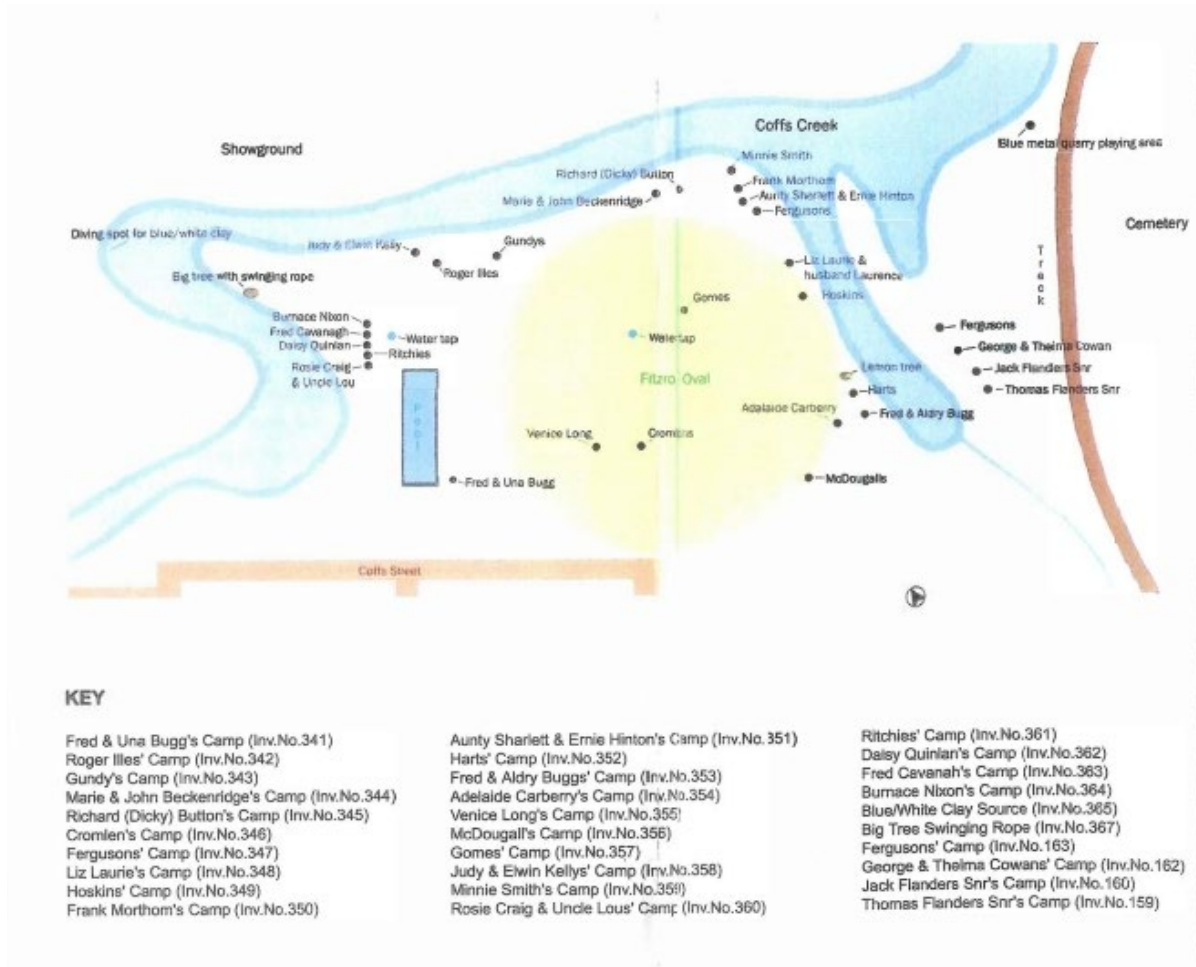 Coffs Creek
Showground
Blue metal quarry playing area
Minnie Smith
Richard (Dicky) Button
Frank Morthom
Marie & John Beckenridge
Aunty Sharlett & Ernie Hinton
Fergusons
Cemetery
Diving spot for blue/white clay
Judy & Elwin Kelly
Gundys
Roger Illes
Liz Laurie &
husband Laurence
Track
Big tree with swinging rope
Hoskins
Gomes
Burnace Nixon
Fred Cavanagh
Daisy Quinlan
Ritchies
Rosie Craig
& Uncle Lou
Water tap
Water tap
Fergusons
George & Thelma Cowan
Jack Flanders Snr
Thomas Flanders Snr
Fitzro Oval
Lemon tree
Harts
Pool
Adalaide Carberry
Fred & Aldry Bugg
Venice Long
McDougalls
Fred & Una Bugg
Coffs Street
KEY
Fred & Una Bugg's Camp (Inv.No.341)
Roger Illes' Camp (Inv.No.342)
Gundy's Camp (Inv.No.343)
Marie & John Beckenridge's Camp (Inv.No.344)
Richard (Dicky) Button's Camp (Inv.No.345)
Cromlen's Camp (Inv.No.346)
Fergusons' Camp (Inv.No.347)
Liz Laurie's Camp (Inv.No.348)
Hoskins' Camp (Inv.No.349)
Frank Morthom's Camp (Inv.No.350)
Aunty Sharlett & Ernie Hinton's Camp (Inv.No.351)
Harts' Camp (Inv.No.352)
Fred & Aldry Buggs' Camp (Inv.No.353)
Adelaide Carberry's Camp (Inv.No.354)
Venice Long's Camp (Inv.No.355)
McDougall's Camp (Inv.No.356)
Gomes' Camp (Inv.No.357)
Judy & Elwin Kellys' Camp (Inv.No.358)
Minnie Smith's Camp (Inv.No.359)
Rosie Craig & Uncle Lous' Camp (Inv.No.360)
Ritchies' Camp (Inv.No.361)
Daisy Quinlan's Camp (Inv.No.362)
Fred Cavanah's Camp (Inv.No.363)
Burnace Nixon's Camp (Inv.No.364)
Blue/White Clay Source (Inv.No.365)
Big Tree Swinging Rope (Inv.No.367)
Fergusons' Camp (Inv.No.163)
George & Thelma Cowans' Camp (Inv.No.162)
Jack Flanders Snr's Camp (Inv.No.160)
Thomas Flanders Snr's Camp (Inv.No.159)